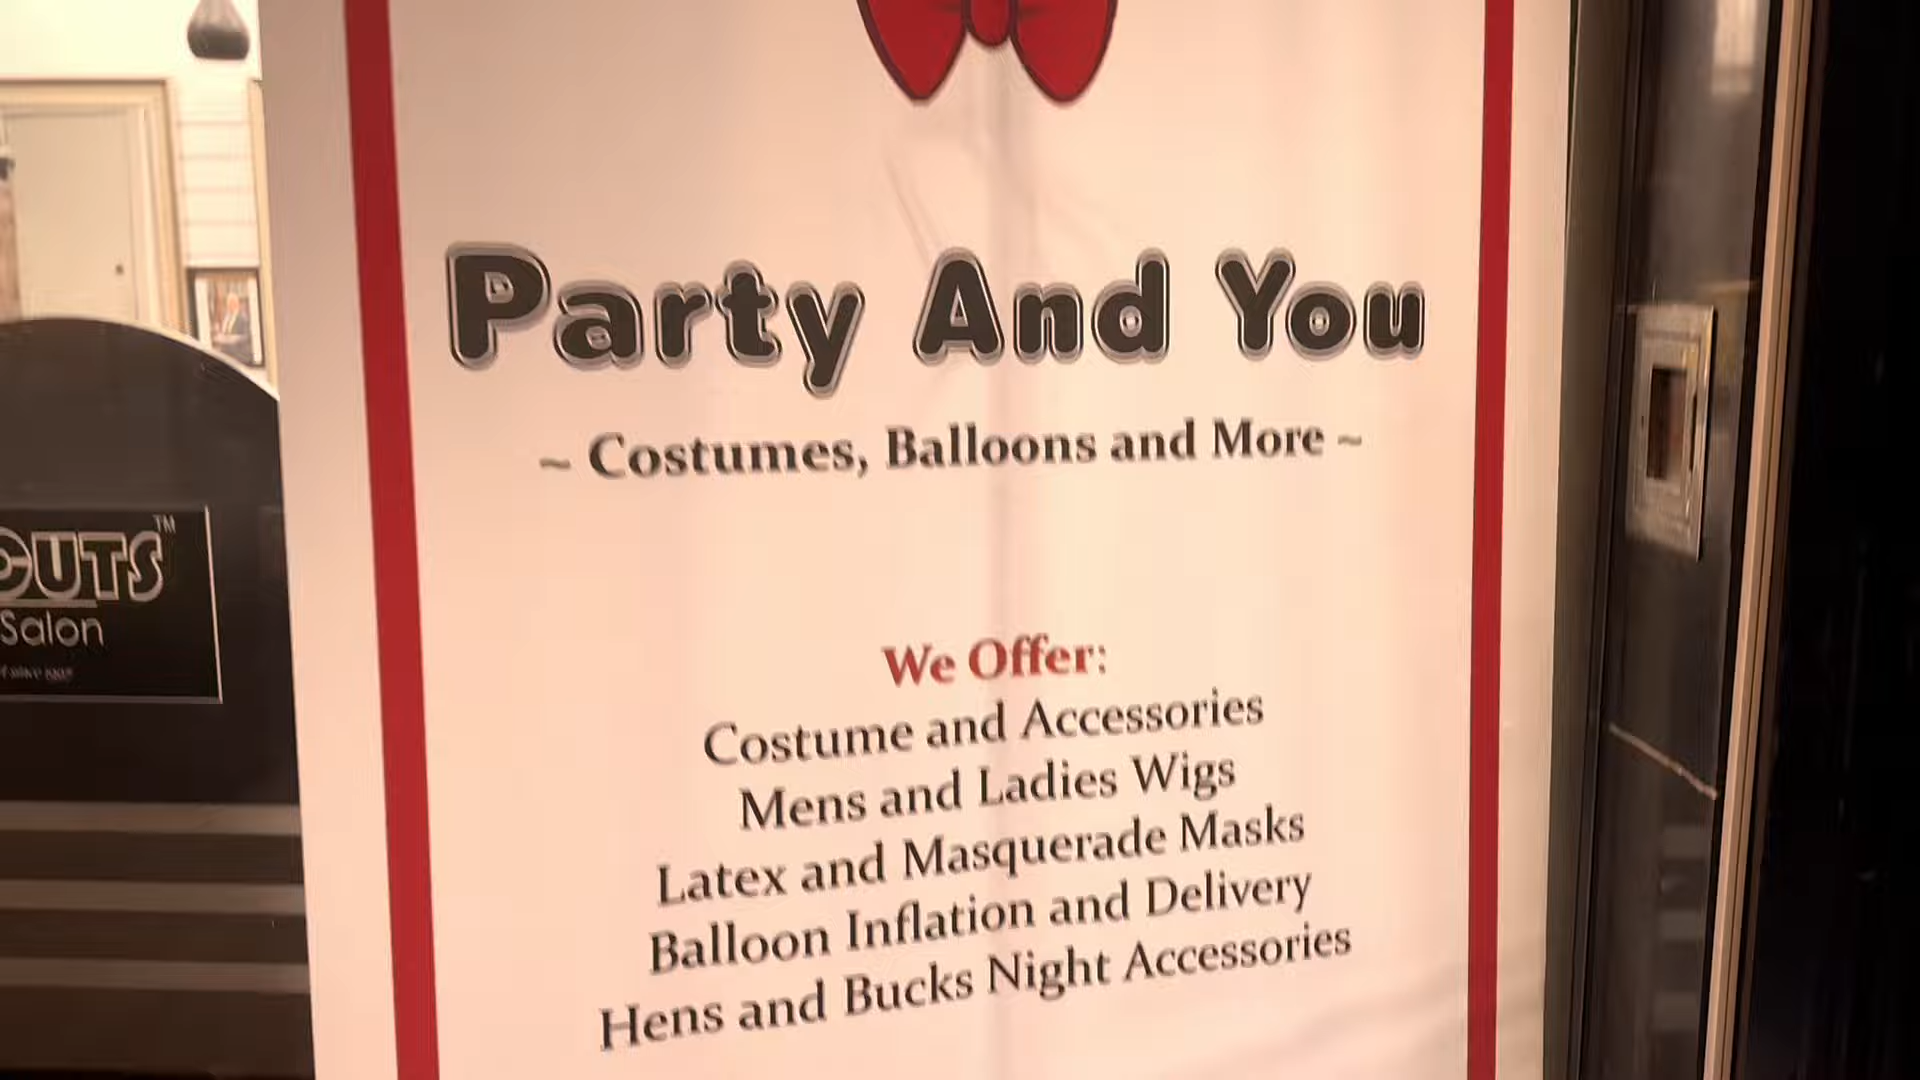 Party And You
~ Costumes, Balloons and More ~
We Offer:
Costume and Accessories
Mens and Ladies Wigs
Latex and Masquerade Masks
Balloon Inflation and Delivery
Hens and Bucks Night Accessories
CUTS™
Salon